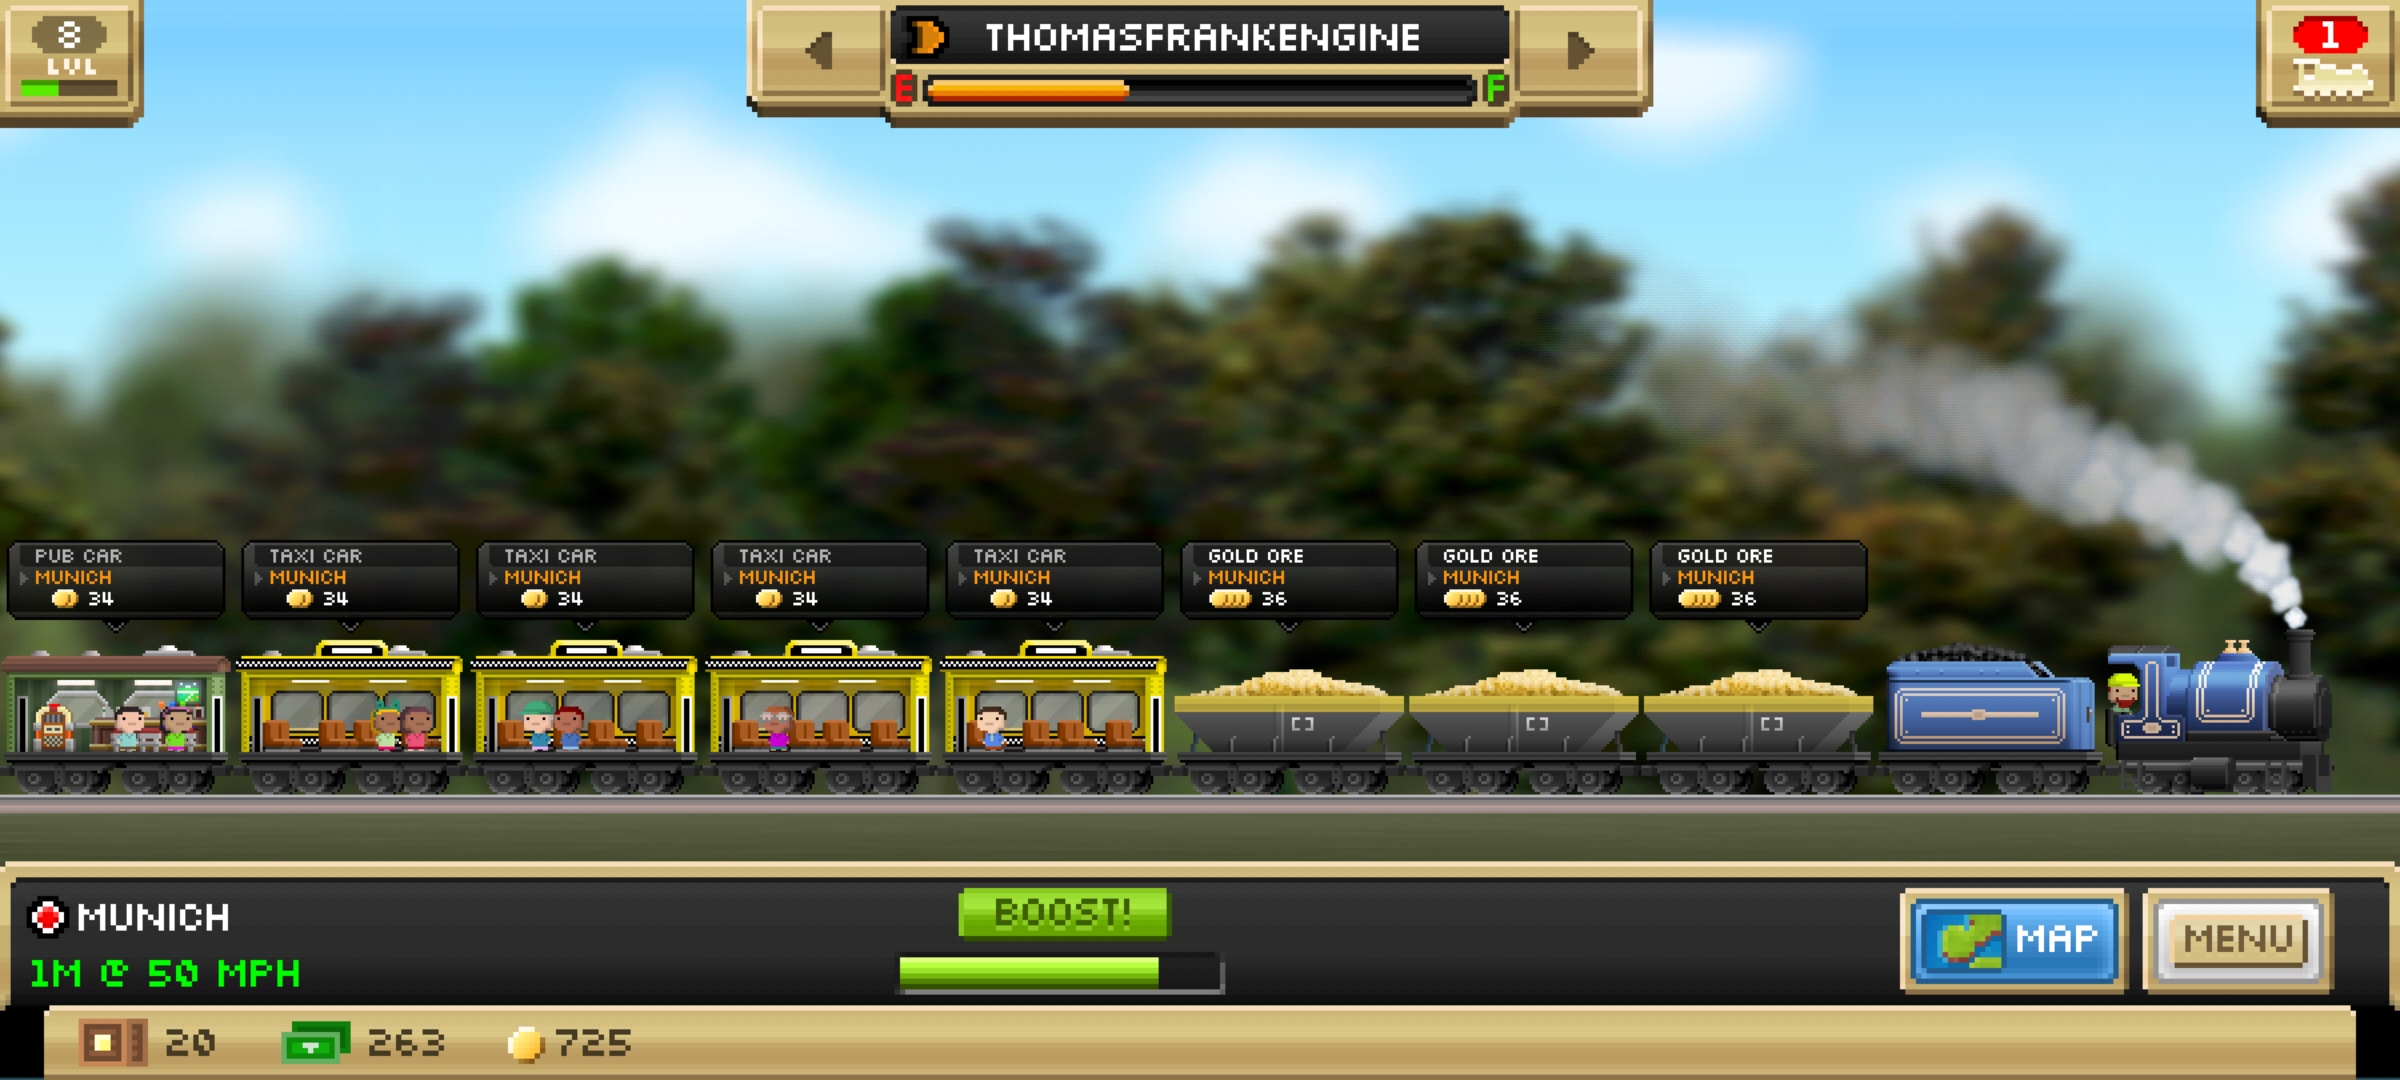 8
LVL
THOMASFRANKENGINE
E F
1
PUB CAR
MUNICH
34
TAXI CAR
MUNICH
34
TAXI CAR
MUNICH
34
TAXI CAR
MUNICH
34
TAXI CAR
MUNICH
34
GOLD ORE
MUNICH
36
GOLD ORE
MUNICH
36
GOLD ORE
MUNICH
36
MUNICH
1M @ 50 MPH
BOOST!
MAP
MENU
20
263
725